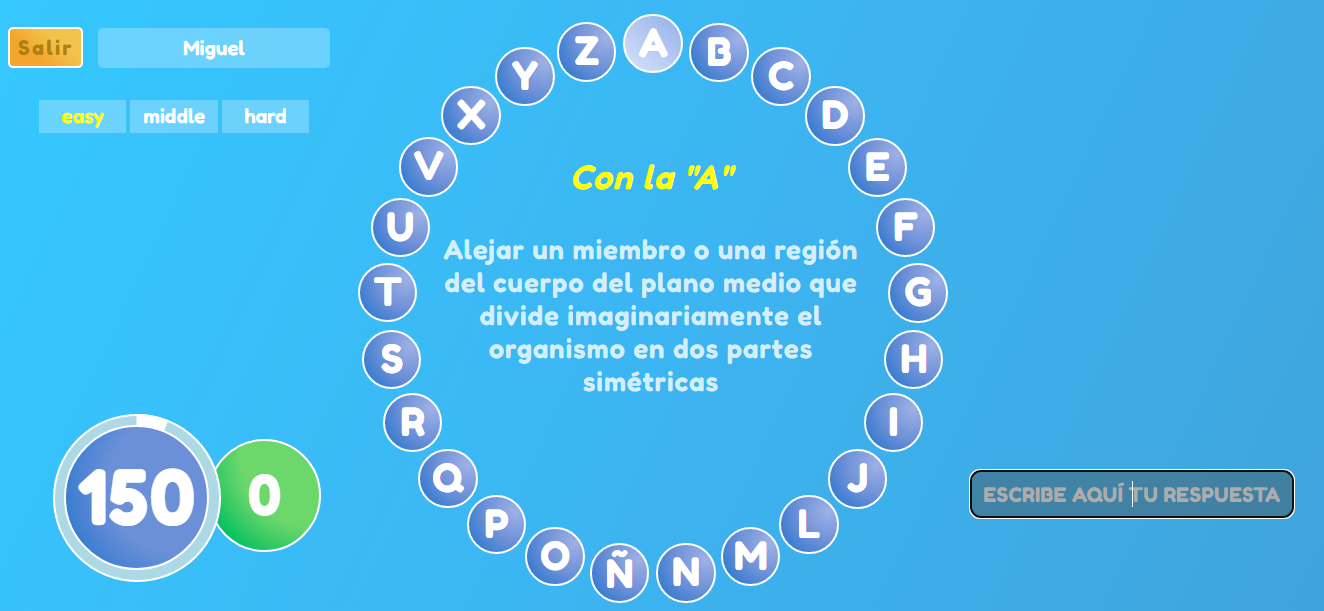 Salir
Miguel
easy
middle
hard
A
B
C
D
E
F
G
H
I
J
L
M
N
Ñ
O
P
Q
R
S
T
U
V
X
Y
Z
Con la "A"
Alejar un miembro o una región
del cuerpo del plano medio que
divide imaginariamente el
organismo en dos partes
simétricas
150
0
ESCRIBE AQUÍ TU RESPUESTA